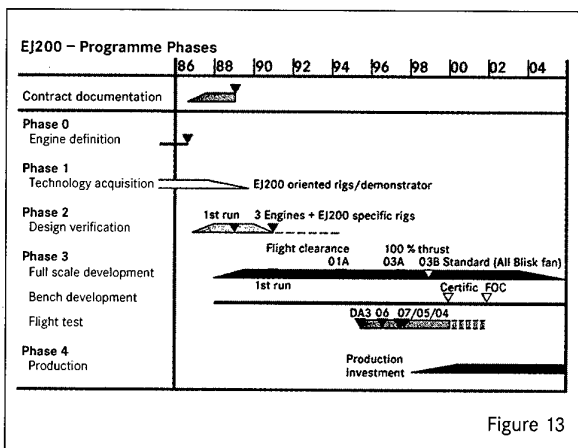 EJ200 – Programme Phases
86 88 90 92 94 96 98 00 02 04
Contract documentation
Phase 0
Engine definition
Phase 1
Technology acquisition EJ200 oriented rigs/demonstrator
Phase 2 1st run 3 Engines + EJ200 specific rigs
Design verification
Phase 3 Flight clearance 100 % thrust
01A 03A 03B Standard (All Blisk fan)
Full scale development
1st run Certific FOC
Bench development
DA3 06 07/05/04
Flight test
Phase 4
Production Production
investment
Figure 13